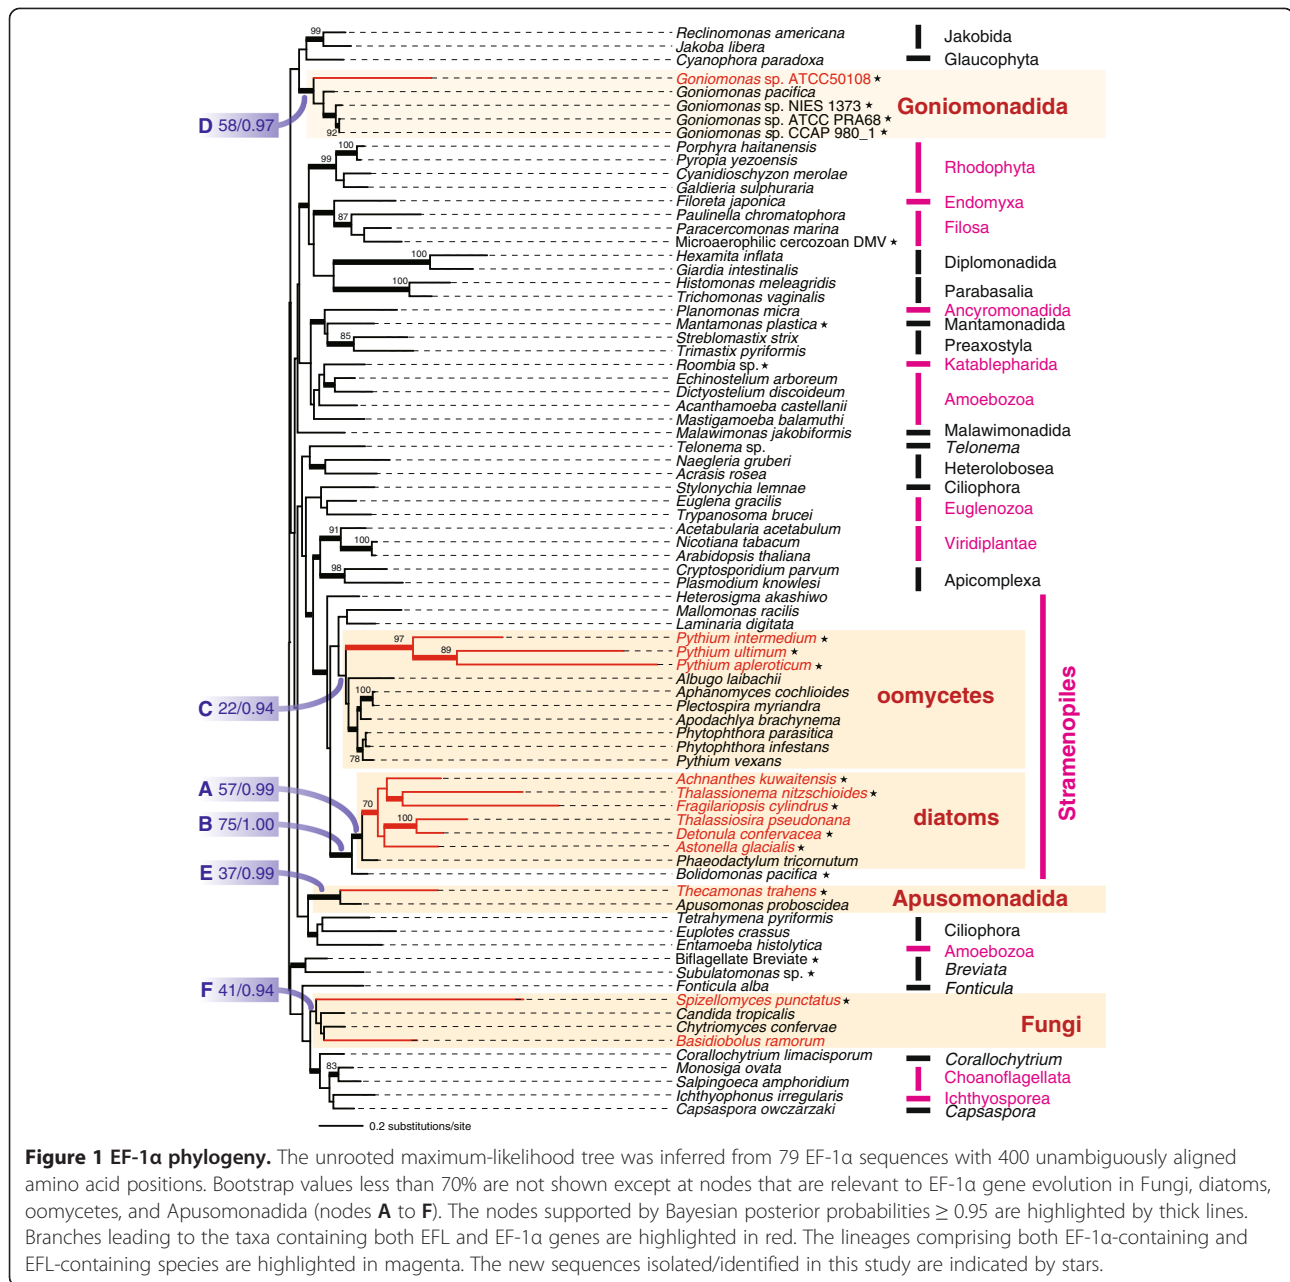 99 Reclinomonas americana
Jakoba libera
Jakobida
Cyanophora paradoxa Glaucophyta
Goniomonas sp. ATCC50108 ★
Goniomonas pacifica
Goniomonas sp. NIES 1373 ★
Goniomonadida
D 58/0.97
Goniomonas sp. ATCC PRA68 ★
92 Goniomonas sp. CCAP 980_1 ★
100 Porphyra haitanensis
99 Pyropia yezoensis
Rhodophyta
Cyanidioschyzon merolae
Galdieria sulphuraria
Filoreta japonica Endomyxa
87 Paulinella chromatophora
Paracercomonas marina
Filosa
Microaerophilic cercozoan DMV ★
100 Hexamita inflata
Giardia intestinalis
Diplomonadida
100 Histomonas meleagridis
Trichomonas vaginalis
Parabasalia
Planomonas micra Ancyromonadida
Mantamonas plastica ★ Mantamonadida
85 Streblomastix strix
Trimastix pyriformis
Preaxostyla
Roombia sp. ★ Katablepharida
Echinostelium arboreum
Dictyostelium discoideum
Acanthamoeba castellanii
Amoebozoa
Mastigamoeba balamuthi
Malawimonas jakobiformis Malawimonadida
Telonema sp. Telonema
Naegleria gruberi
Acrasis rosea
Heterolobosea
Stylonychia lemnae Ciliophora
Euglena gracilis
Trypanosoma brucei
Euglenozoa
91 Acetabularia acetabulum
100 Nicotiana tabacum
Viridiplantae
Arabidopsis thaliana
98 Cryptosporidium parvum
Plasmodium knowlesi
Apicomplexa
Heterosigma akashiwo
Mallomonas racilis
Laminaria digitata
97 Pythium intermedium ★
89 Pythium ultimum ★
Pythium apleroticum ★
Albugo laibachii
100 Aphanomyces cochlioides
oomycetes
C 22/0.94
Plectospira myriandra
Apodachlya brachynema
Phytophthora parasitica
Phytophthora infestans
78 Pythium vexans
Stramenopiles
Achnanthes kuwaitensis ★
A 57/0.99
Thalassionema nitzschioides ★
70 Fragilariopsis cylindrus ★
diatoms
100 Thalassiosira pseudonana
B 75/1.00
Detonula confervacea ★
Astonella glacialis ★
Phaeodactylum tricornutum
Bolidomonas pacifica ★
E 37/0.99
Thecamonas trahens ★
Apusomonadida
Apusomonas proboscidea
Tetrahymena pyriformis
Euplotes crassus
Ciliophora
Entamoeba histolytica Amoebozoa
Biflagellate Breviate ★
Subulatomonas sp. ★
Breviata
Fonticula alba Fonticula
F 41/0.94
Spizellomyces punctatus ★
Candida tropicalis
Chytriomyces confervae
Fungi
Basidiobolus ramorum
Corallochytrium limacisporum Corallochytrium
83 Monosiga ovata
Salpingoeca amphoridium
Choanoflagellata
Ichthyophonus irregularis Ichthyosporea
Capsaspora owczarzaki Capsaspora
0.2 substitutions/site
Figure 1 EF-1α phylogeny. The unrooted maximum-likelihood tree was inferred from 79 EF-1α sequences with 400 unambiguously aligned
amino acid positions. Bootstrap values less than 70% are not shown except at nodes that are relevant to EF-1α gene evolution in Fungi, diatoms,
oomycetes, and Apusomonadida (nodes A to F). The nodes supported by Bayesian posterior probabilities ≥ 0.95 are highlighted by thick lines.
Branches leading to the taxa containing both EFL and EF-1α genes are highlighted in red. The lineages comprising both EF-1α-containing and
EFL-containing species are highlighted in magenta. The new sequences isolated/identified in this study are indicated by stars.